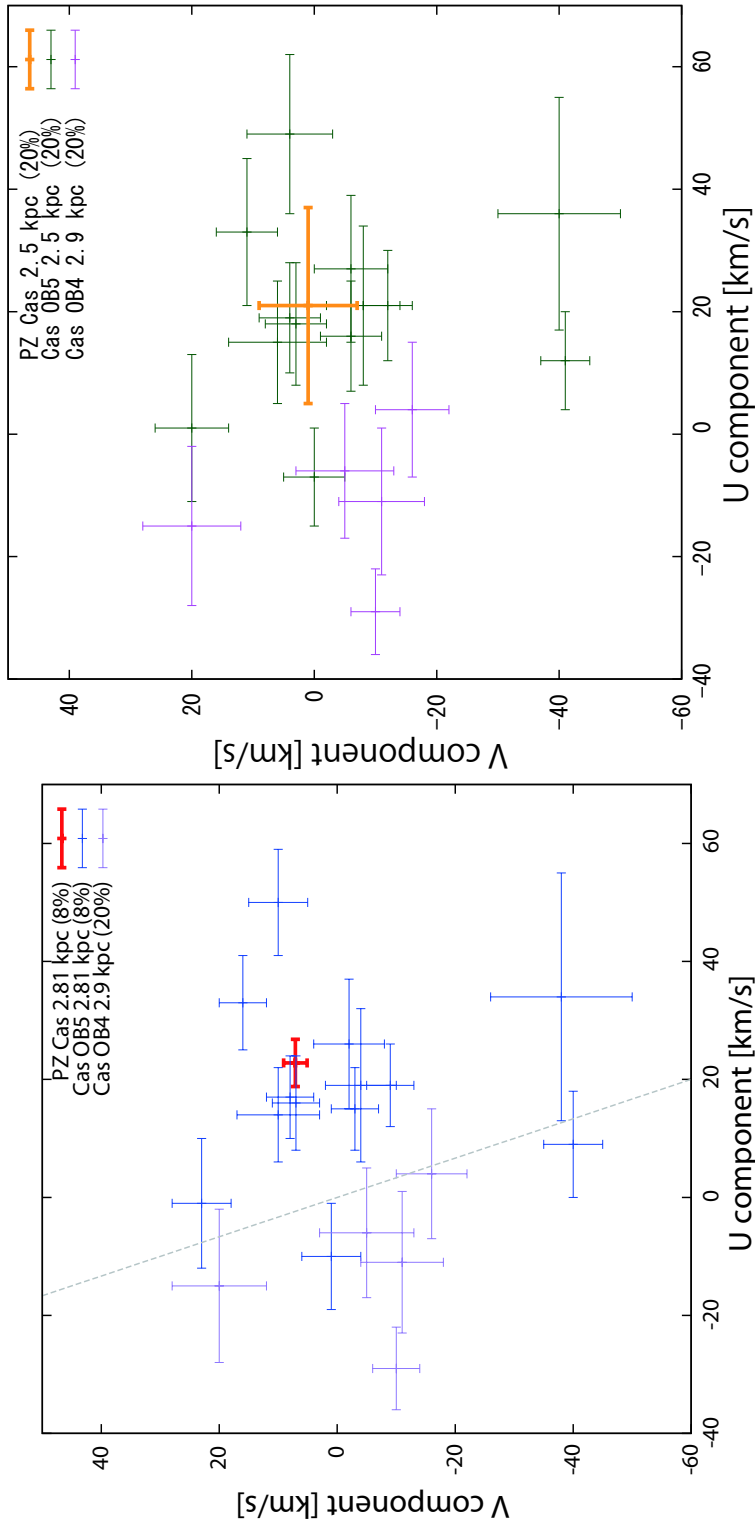 PZ Cas 2.81 kpc (8%)
Cas OB5 2.81 kpc (8%)
Cas OB4 2.9 kpc (20%)
V component [km/s]
40
20
0
-20
-40
-60
-40
-20
0
20
40
60
U component [km/s]
PZ Cas 2.5 kpc (20%)
Cas OB5 2.5 kpc (20%)
Cas OB4 2.9 kpc (20%)
V component [km/s]
40
20
0
-20
-40
-60
-40
-20
0
20
40
60
U component [km/s]